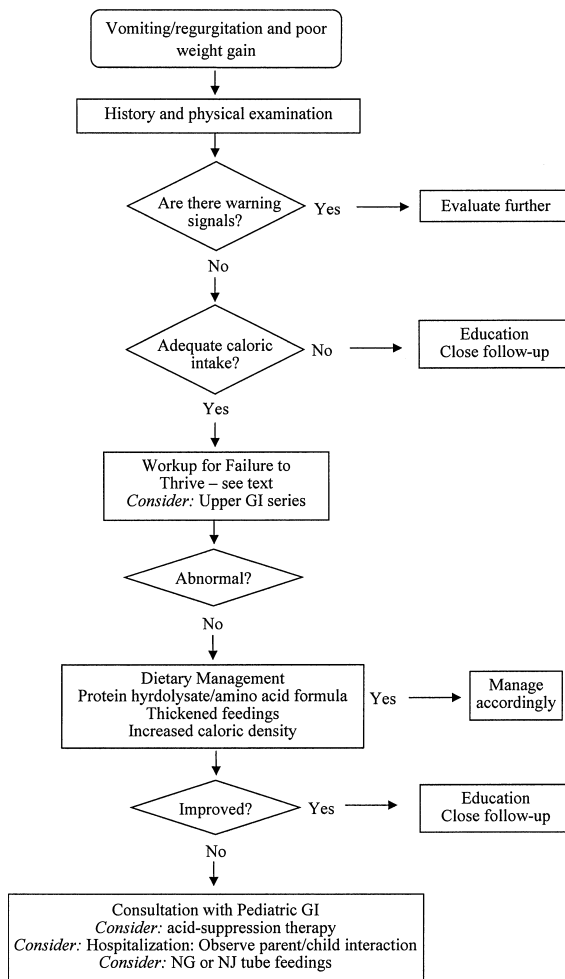 Vomiting/regurgitation and poor
weight gain
History and physical examination
Are there warning
signals?
Yes
Evaluate further
No
Adequate caloric
intake?
No
Education
Close follow-up
Yes
Workup for Failure to
Thrive – see text
Consider: Upper GI series
Abnormal?
No
Dietary Management
Protein hyrdolysate/amino acid formula
Thickened feedings
Increased caloric density
Yes
Manage
accordingly
Improved?
Yes
Education
Close follow-up
No
Consultation with Pediatric GI
Consider: acid-suppression therapy
Consider: Hospitalization: Observe parent/child interaction
Consider: NG or NJ tube feedings